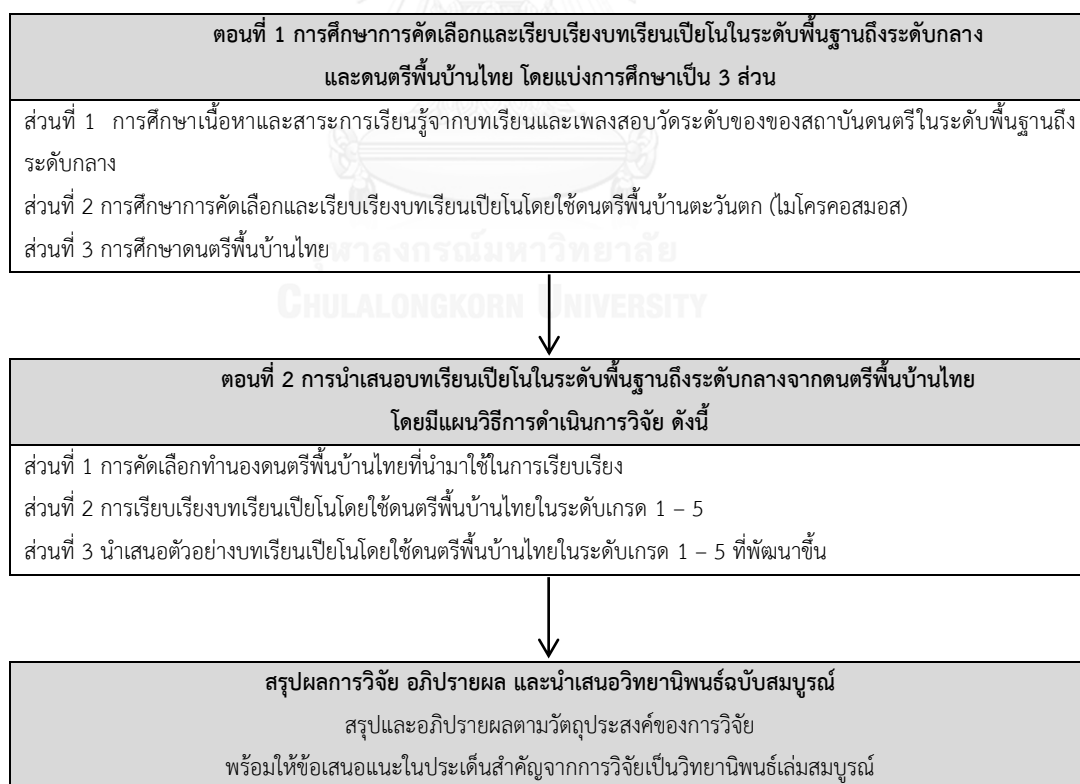 ตอนที่ 1 การศึกษาการคัดเลือกและเรียบเรียงบทเรียนเปียโนในระดับพื้นฐานถึงระดับกลาง
และดนตรีพื้นบ้านไทย โดยแบ่งการศึกษาเป็น 3 ส่วน
ส่วนที่ 1 การศึกษาเนื้อหาและสาระการเรียนรู้จากบทเรียนและเพลงสอบวัดระดับของของสถาบันดนตรีในระดับพื้นฐานถึง
ระดับกลาง
ส่วนที่ 2 การศึกษาการคัดเลือกและเรียบเรียงบทเรียนเปียโนโดยใช้ดนตรีพื้นบ้านตะวันตก (ไมโครคอสมอส)
ส่วนที่ 3 การศึกษาดนตรีพื้นบ้านไทย
จุฬาลงกรณ์มหาวิทยาลัย
CHULALONGKORN UNIVERSITY
ตอนที่ 2 การนำเสนอบทเรียนเปียโนในระดับพื้นฐานถึงระดับกลางจากดนตรีพื้นบ้านไทย
โดยมีแผนวิธีการดำเนินการวิจัย ดังนี้
ส่วนที่ 1 การคัดเลือกทำนองดนตรีพื้นบ้านไทยที่นำมาใช้ในการเรียบเรียง
ส่วนที่ 2 การเรียบเรียงบทเรียนเปียโนโดยใช้ดนตรีพื้นบ้านไทยในระดับเกรด 1 – 5
ส่วนที่ 3 นำเสนอตัวอย่างบทเรียนเปียโนโดยใช้ดนตรีพื้นบ้านไทยในระดับเกรด 1 – 5 ที่พัฒนาขึ้น
สรุปผลการวิจัย อภิปรายผล และนำเสนอวิทยานิพนธ์ฉบับสมบูรณ์
สรุปและอภิปรายผลตามวัตถุประสงค์ของการวิจัย
พร้อมให้ข้อเสนอแนะในประเด็นสำคัญจากการวิจัยเป็นวิทยานิพนธ์เล่มสมบูรณ์